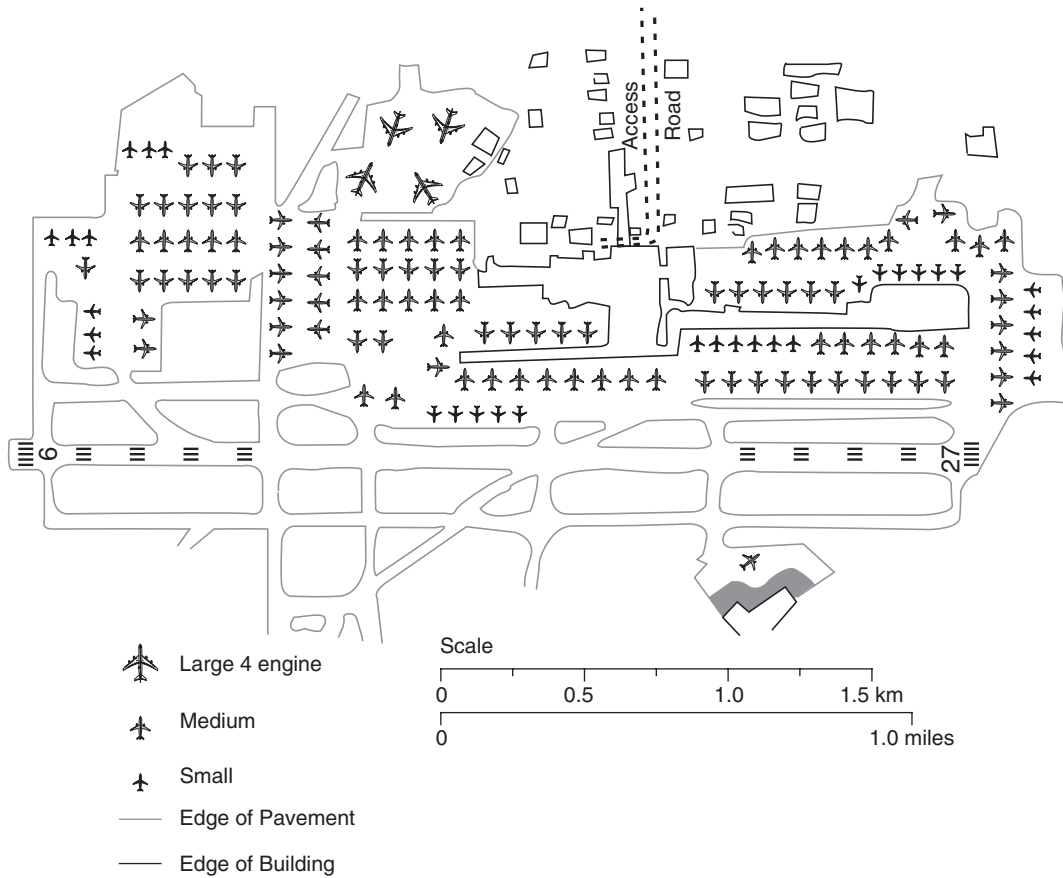 Access
Road
9
27
Large 4 engine
Medium
Small
Edge of Pavement
Edge of Building
Scale
0 0.5 1.0 1.5 km
0 1.0 miles